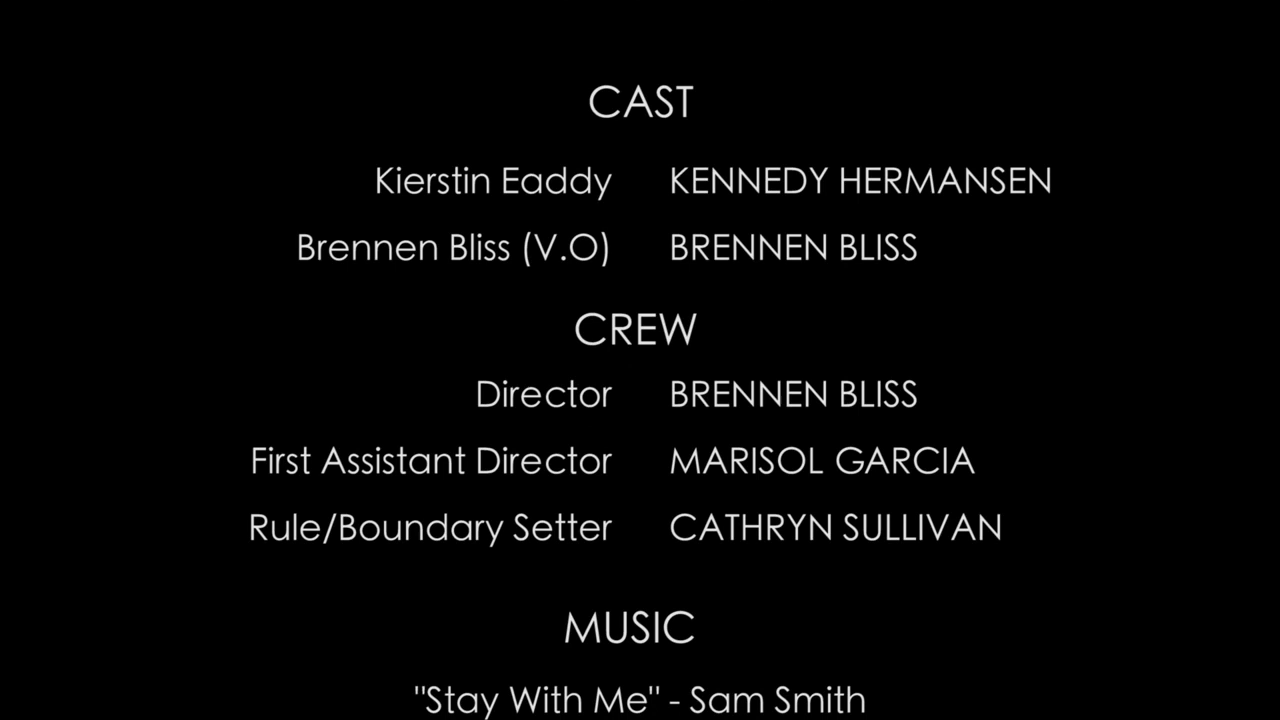 CAST
Kierstin Eaddy KENNEDY HERMANSEN
Brennen Bliss (V.O) BRENNEN BLISS
CREW
Director BRENNEN BLISS
First Assistant Director MARISOL GARCIA
Rule/Boundary Setter CATHRYN SULLIVAN
MUSIC
"Stay With Me" - Sam Smith